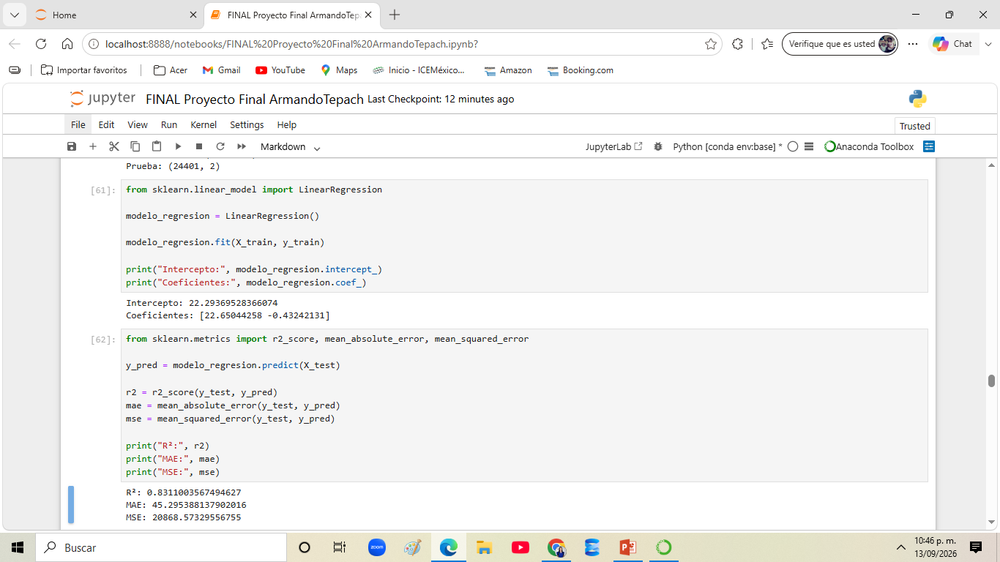 Home
FINAL Proyecto Final ArmandoTepa
localhost:8888/notebooks/FINAL%20Proyecto%20Final%20ArmandoTepach.ipynb?
Verifique que es usted
Chat
Importar favoritos
Acer
Gmail
YouTube
Maps
Inicio - ICEMéxico...
Amazon
Booking.com
jupyter FINAL Proyecto Final ArmandoTepach Last Checkpoint: 12 minutes ago
File Edit View Run Kernel Settings Help
Trusted
Markdown
JupyterLab
Python [conda env:base] *
Anaconda Toolbox
Prueba: (24401, 2)
[61]:
from sklearn.linear_model import LinearRegression
modelo_regresion = LinearRegression()
modelo_regresion.fit(X_train, y_train)
print("Intercepto:", modelo_regresion.intercept_)
print("Coeficientes:", modelo_regresion.coef_)
Intercepto: 22.29369528366074
Coeficientes: [22.65044258 -0.43242131]
[62]:
from sklearn.metrics import r2_score, mean_absolute_error, mean_squared_error
y_pred = modelo_regresion.predict(X_test)
r2 = r2_score(y_test, y_pred)
mae = mean_absolute_error(y_test, y_pred)
mse = mean_squared_error(y_test, y_pred)
print("R²:", r2)
print("MAE:", mae)
print("MSE:", mse)
R²: 0.8311003567494627
MAE: 45.295388137902016
MSE: 20868.57329556755
Buscar
zoom
10:46 p. m.
13/09/2026